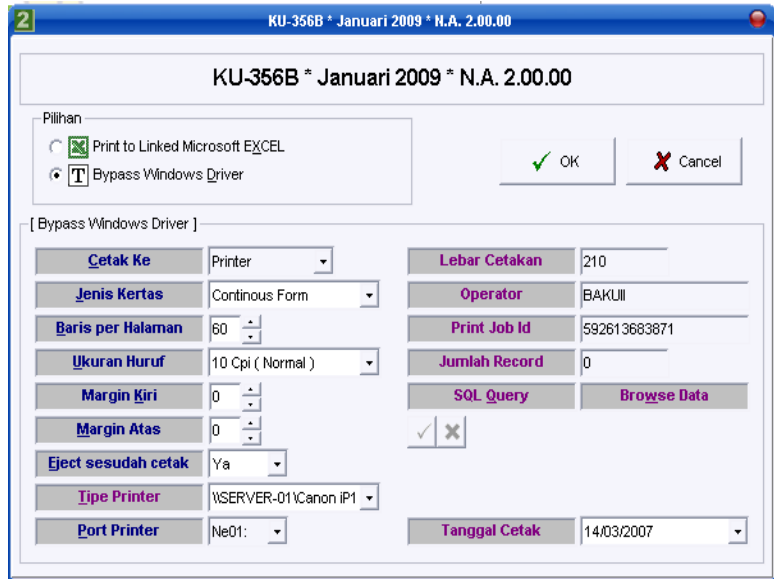 2 KU-356B * Januari 2009 * N.A. 2.00.00
KU-356B * Januari 2009 * N.A. 2.00.00
Pilihan
Print to Linked Microsoft EXCEL
T Bypass Windows Driver
OK
Cancel
[ Bypass Windows Driver ]
Cetak Ke Printer
Lebar Cetakan 210
Jenis Kertas Continous Form
Operator BAKUII
Baris per Halaman 60
Print Job Id 592613683871
Ukuran Huruf 10 Cpi ( Normal )
Jumlah Record 0
Margin Kiri 0
SQL Query Browse Data
Margin Atas 0
Eject sesudah cetak Ya
Tipe Printer \\SERVER-01\Canon iP1
Port Printer Ne01:
Tanggal Cetak 14/03/2007